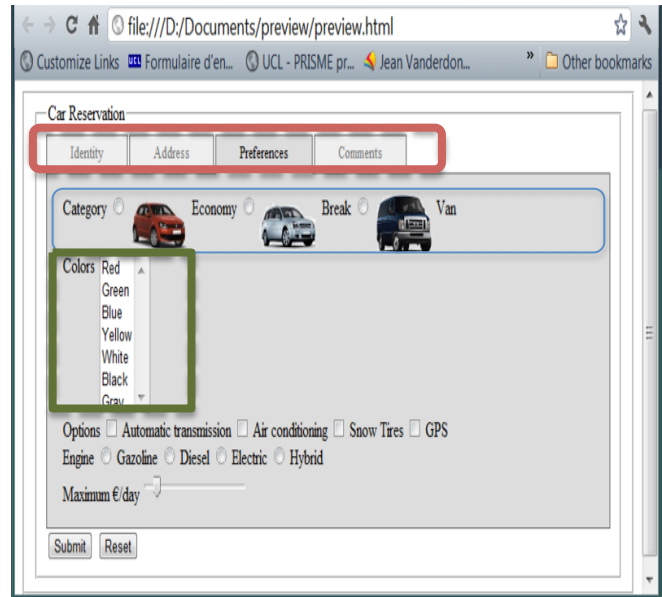 file:///D:/Documents/preview/preview.html
Customize Links UCL Formulaire d'en... UCL - PRISME pr... Jean Vanderdon... » Other bookmarks
Car Reservation
Identity Address Preferences Comments
Category Economy Break Van
Colors Red
Green
Blue
Yellow
White
Black
Gray
Options Automatic transmission Air conditioning Snow Tires GPS
Engine Gazoline Diesel Electric Hybrid
Maximum €/day
Submit Reset